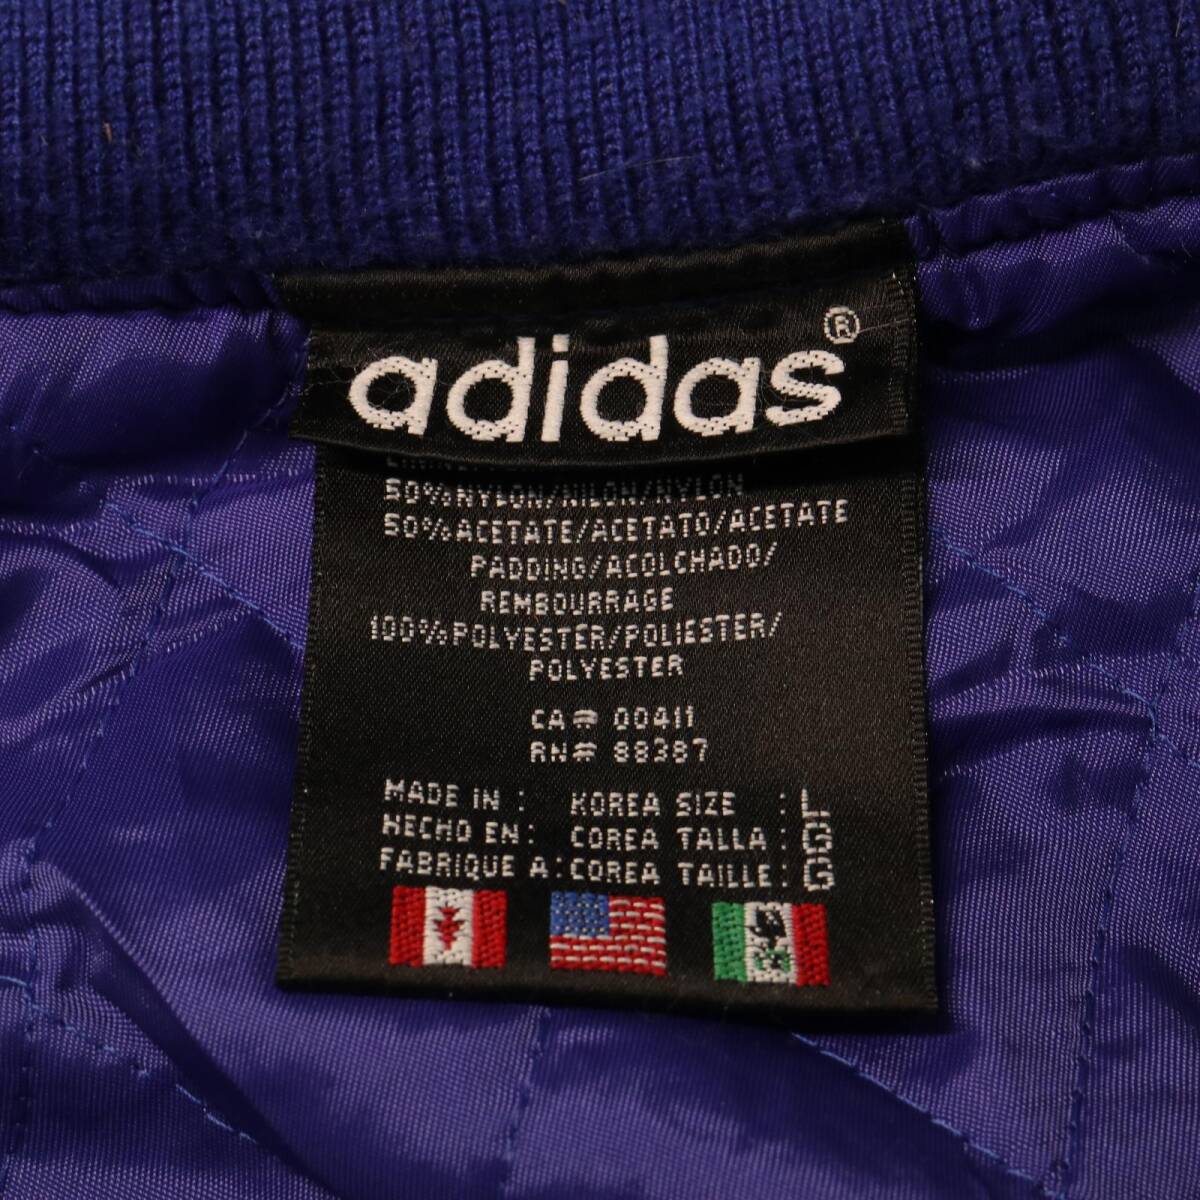 adidas®
50% NYLON/NILON/NYLON
50% ACETATE/ACETATO/ACETATE
PADDING/ACOLCHADO/
REMBOURRAGE
100% POLYESTER/POLIESTER/
POLYESTER
CA# 00411
RN# 88387
MADE IN : KOREA SIZE : L
HECHO EN : COREA TALLA : G
FABRIQUE A : COREA TAILLE : G